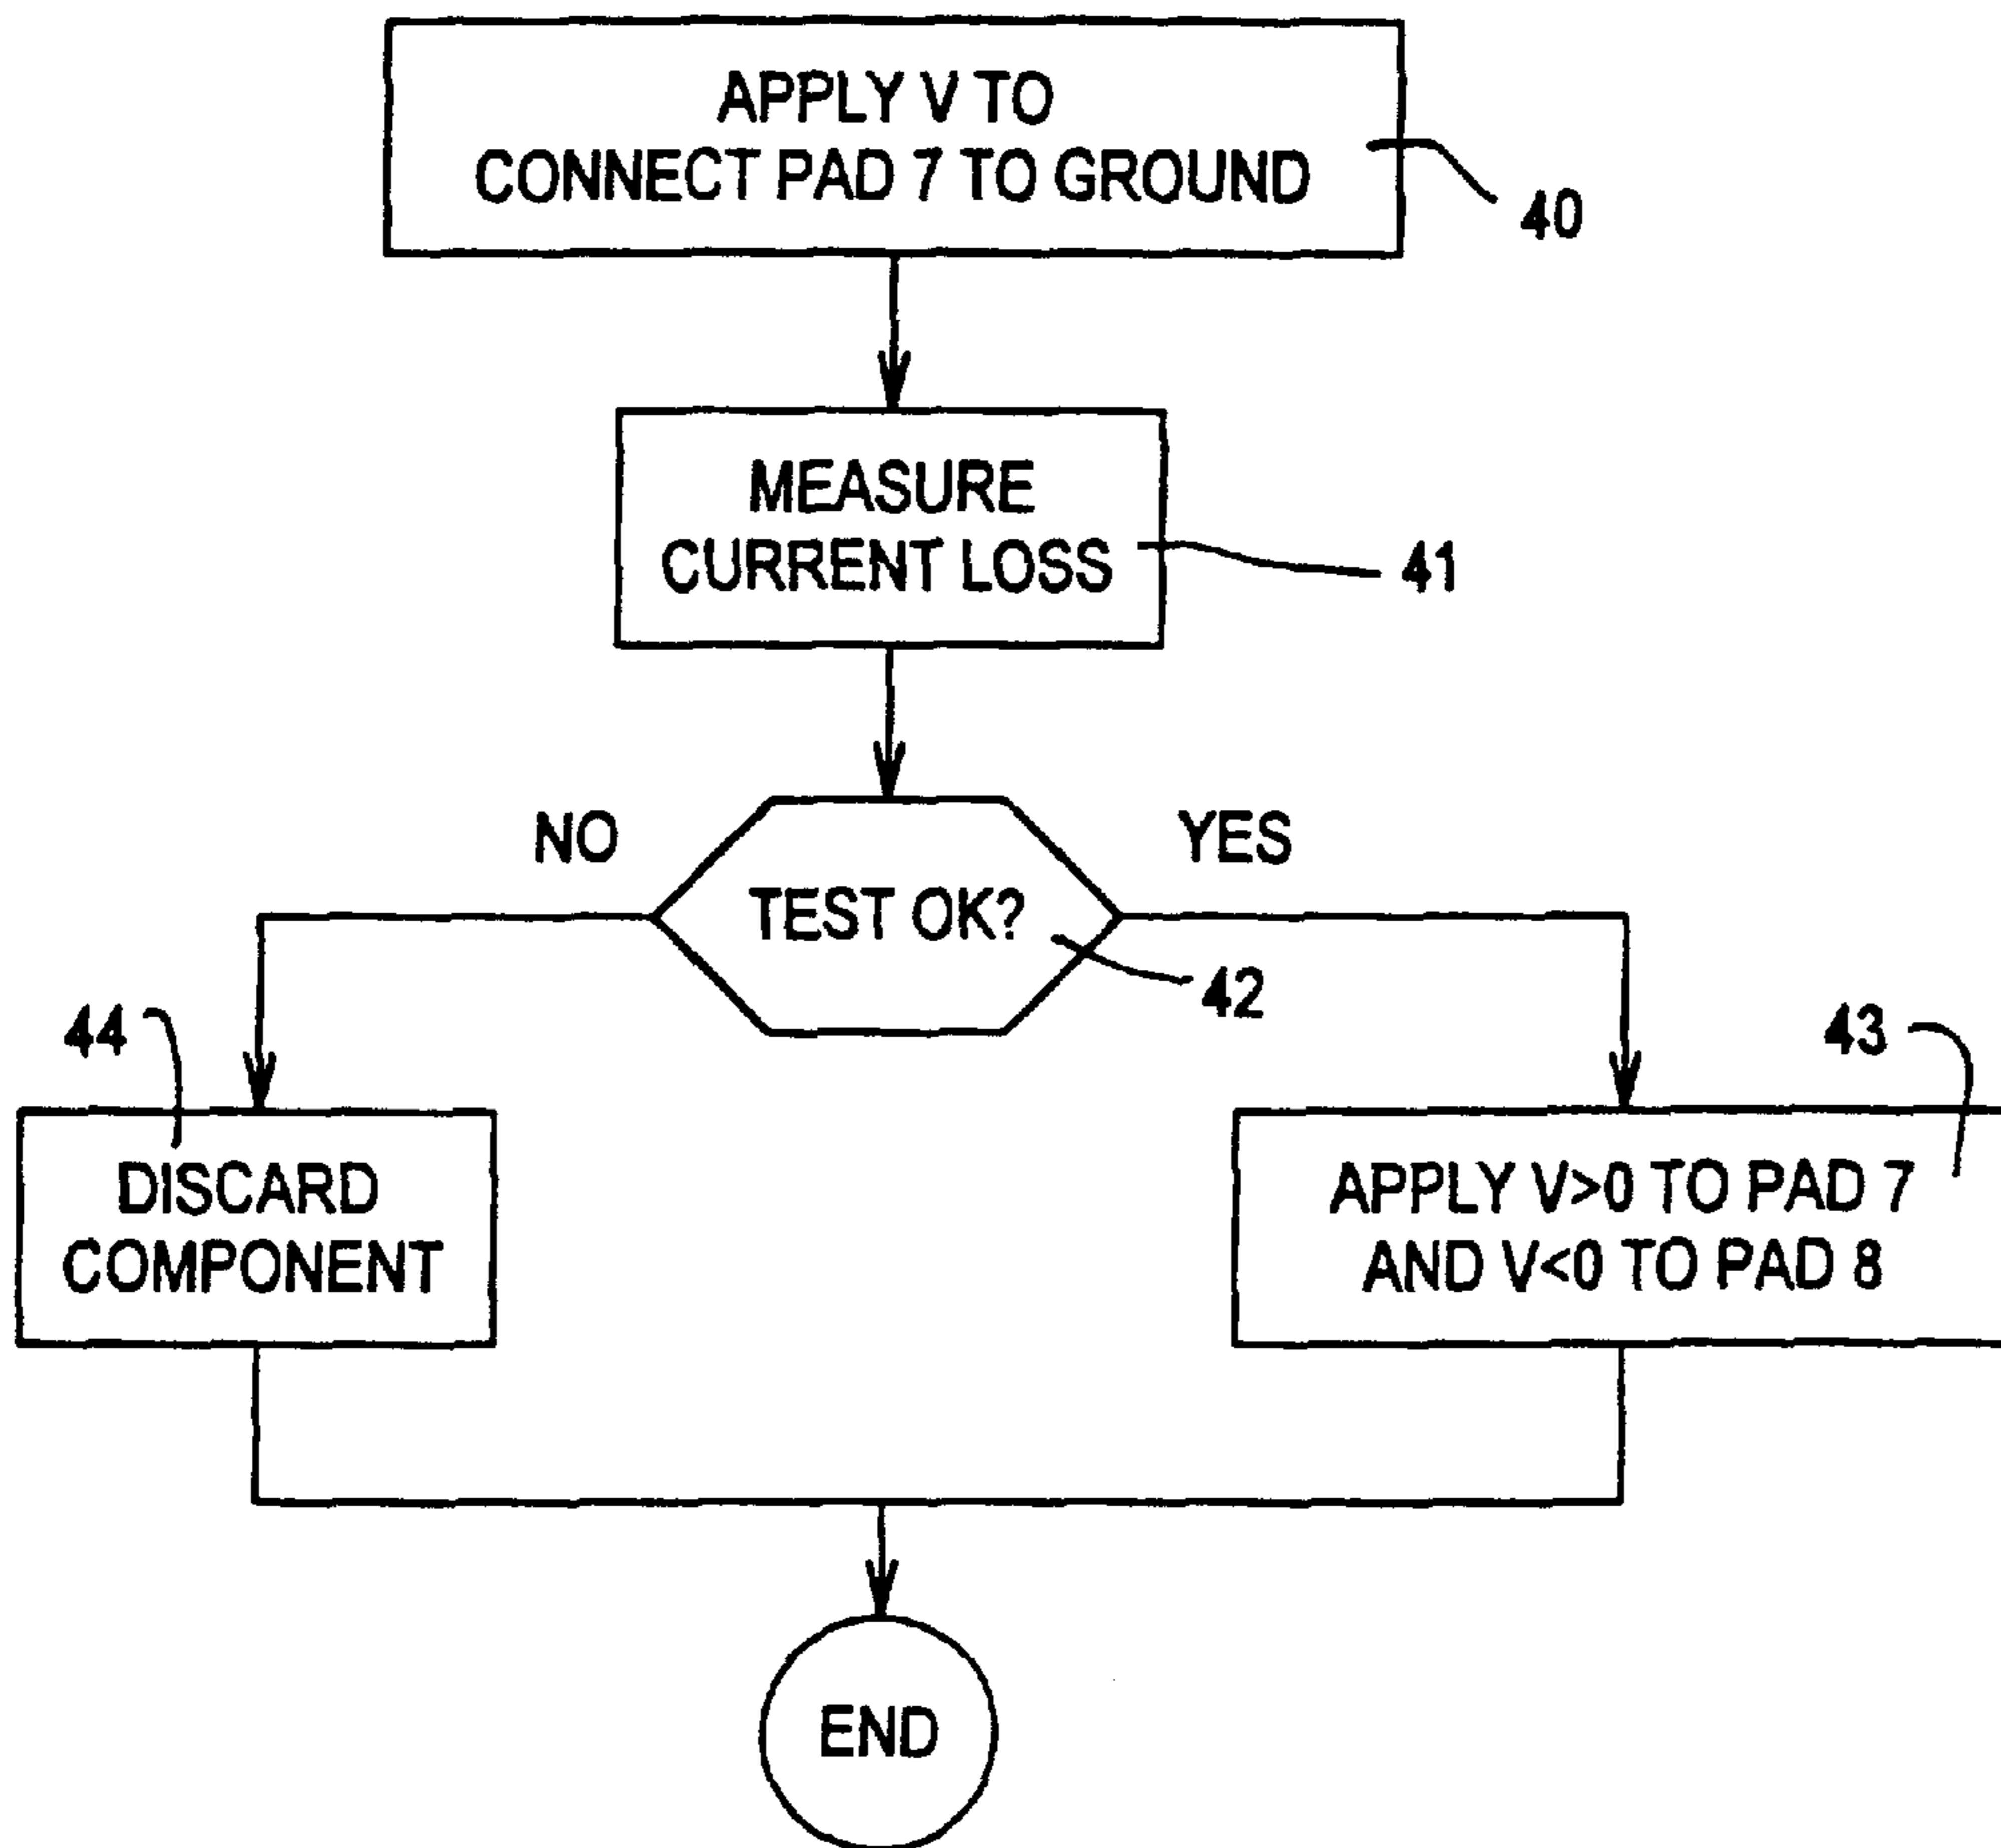 APPLY V TO
CONNECT PAD 7 TO GROUND
40
MEASURE
CURRENT LOSS
41
NO
YES
TEST OK?
42
44
43
DISCARD
COMPONENT
APPLY V>0 TO PAD 7
AND V<0 TO PAD 8
END